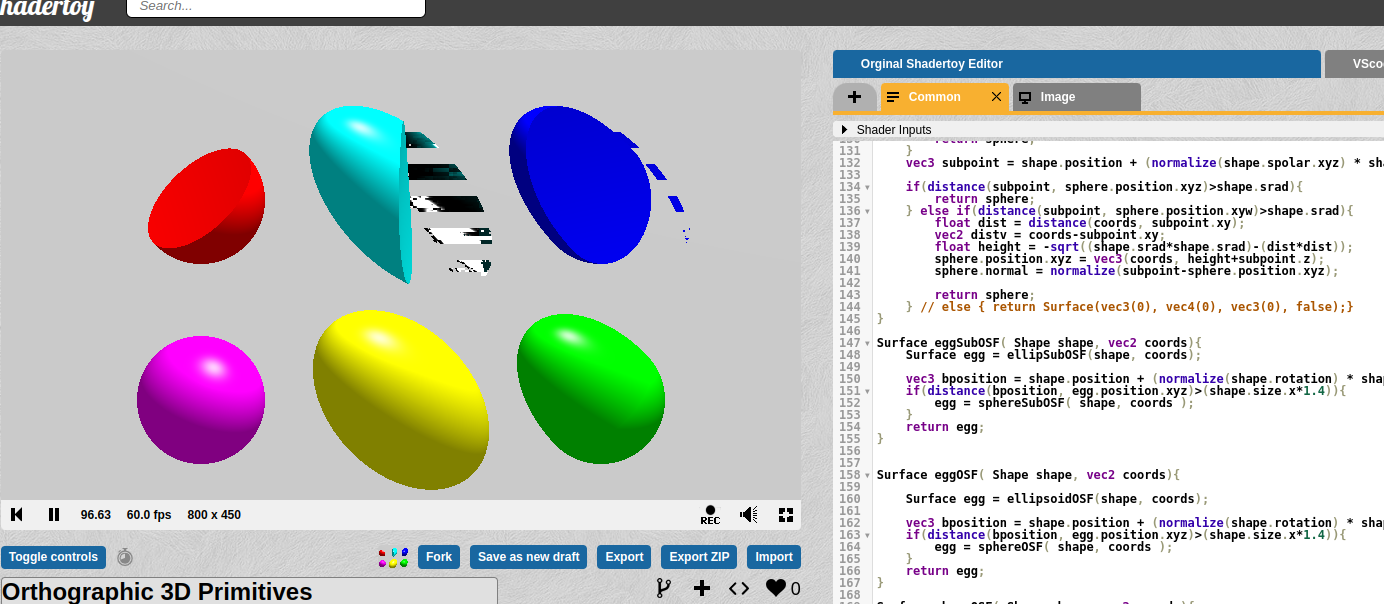 hadertoy
Search...
Orginal Shadertoy Editor
VSco
Common
Image
Shader Inputs
131 }
132 vec3 subpoint = shape.position + (normalize(shape.spolar.xyz) * sha
133
134 if(distance(subpoint, sphere.position.xyz)>shape.srad){
135 return sphere;
136 } else if(distance(subpoint, sphere.position.xyw)>shape.srad){
137 float dist = distance(coords, subpoint.xy);
138 vec2 distv = coords-subpoint.xy;
139 float height = -sqrt((shape.srad*shape.srad)-(dist*dist));
140 sphere.position.xyz = vec3(coords, height+subpoint.z);
141 sphere.normal = normalize(subpoint-sphere.position.xyz);
142
143 return sphere;
144 } // else { return Surface(vec3(0), vec4(0), vec3(0), false);}
145 }
146
147 Surface eggSubOSF( Shape shape, vec2 coords){
148 Surface egg = ellipSubOSF(shape, coords);
149
150 vec3 bposition = shape.position + (normalize(shape.rotation) * shap
151 if(distance(bposition, egg.position.xyz)>(shape.size.x*1.4)){
152 egg = sphereSubOSF( shape, coords );
153 }
154 return egg;
155 }
156
157
158 Surface eggOSF( Shape shape, vec2 coords){
159
160 Surface egg = ellipsoidOSF(shape, coords);
161
162 vec3 bposition = shape.position + (normalize(shape.rotation) * shap
163 if(distance(bposition, egg.position.xyz)>(shape.size.x*1.4)){
164 egg = sphereOSF( shape, coords );
165 }
166 return egg;
167 }
168
96.63 60.0 fps 800 x 450
REC
Toggle controls
Fork
Save as new draft
Export
Export ZIP
Import
Orthographic 3D Primitives
0